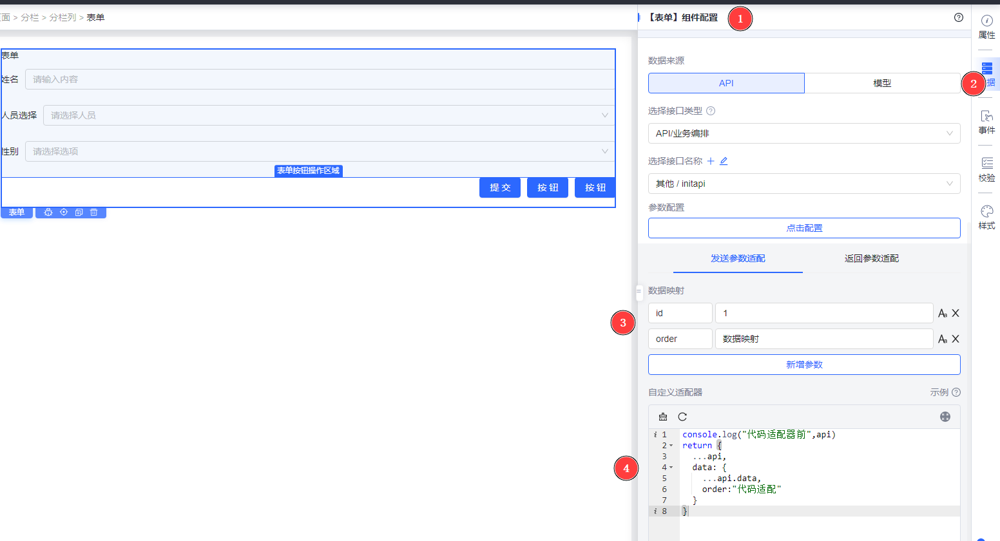 面 > 分栏 > 分栏列 > 表单
表单
姓名 请输入内容
人员选择 请选择人员
性别 请选择选项
表单按钮操作区域
提 交 按 钮 按 钮
表单
【表单】组件配置 1
数据来源
API 模型
选择接口类型
API/业务编排
选择接口名称
其他 / initapi
参数配置
点击配置
发送参数适配 返回参数适配
数据映射
3
id 1
order 数据映射
新增参数
自定义适配器 示例
4
1 console.log("代码适配器前",api)
2 return {
3 ...api,
4 data: {
5 ...api.data,
6 order:"代码适配"
7 }
8 }
属性
2 据
事件
校验
样式